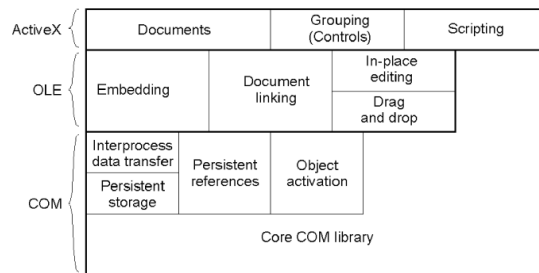 ActiveX
Documents
Grouping
(Controls)
Scripting
OLE
Embedding
Document
linking
In-place
editing
Drag
and drop
COM
Interprocess
data transfer
Persistent
storage
Persistent
references
Object
activation
Core COM library